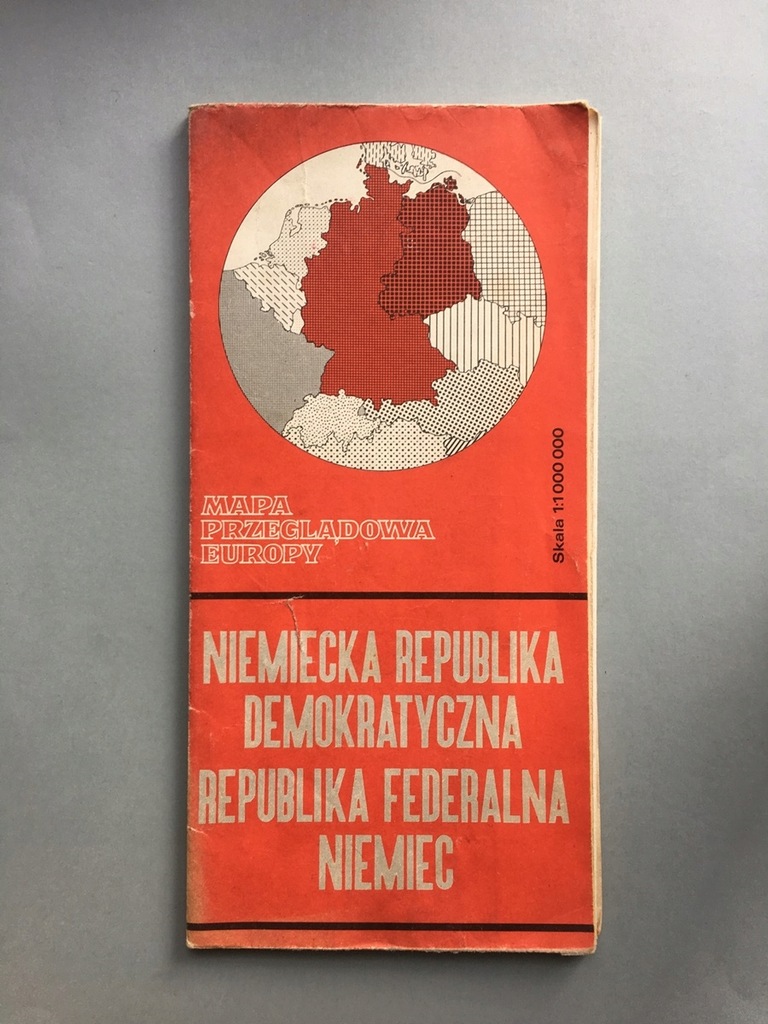 MAPA
PRZEGLĄDOWA
EUROPY
Skala 1:1 000 000
NIEMIECKA REPUBLIKA
DEMOKRATYCZNA
REPUBLIKA FEDERALNA
NIEMIEC